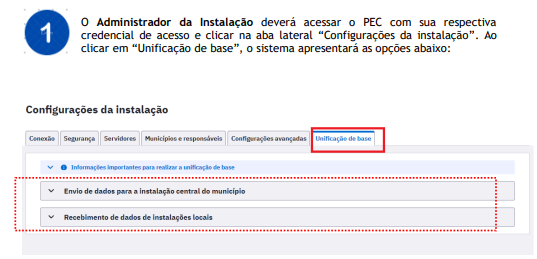 1
O Administrador da Instalação deverá acessar o PEC com sua respectiva
credencial de acesso e clicar na aba lateral “Configurações da instalação”. Ao
clicar em “Unificação de base”, o sistema apresentará as opções abaixo:
Configurações da instalação
Conexão Segurança Servidores Municípios e responsáveis Configurações avançadas Unificação de base
Informações importantes para realizar a unificação de base
Envio de dados para a instalação central do município
Recebimento de dados de instalações locais